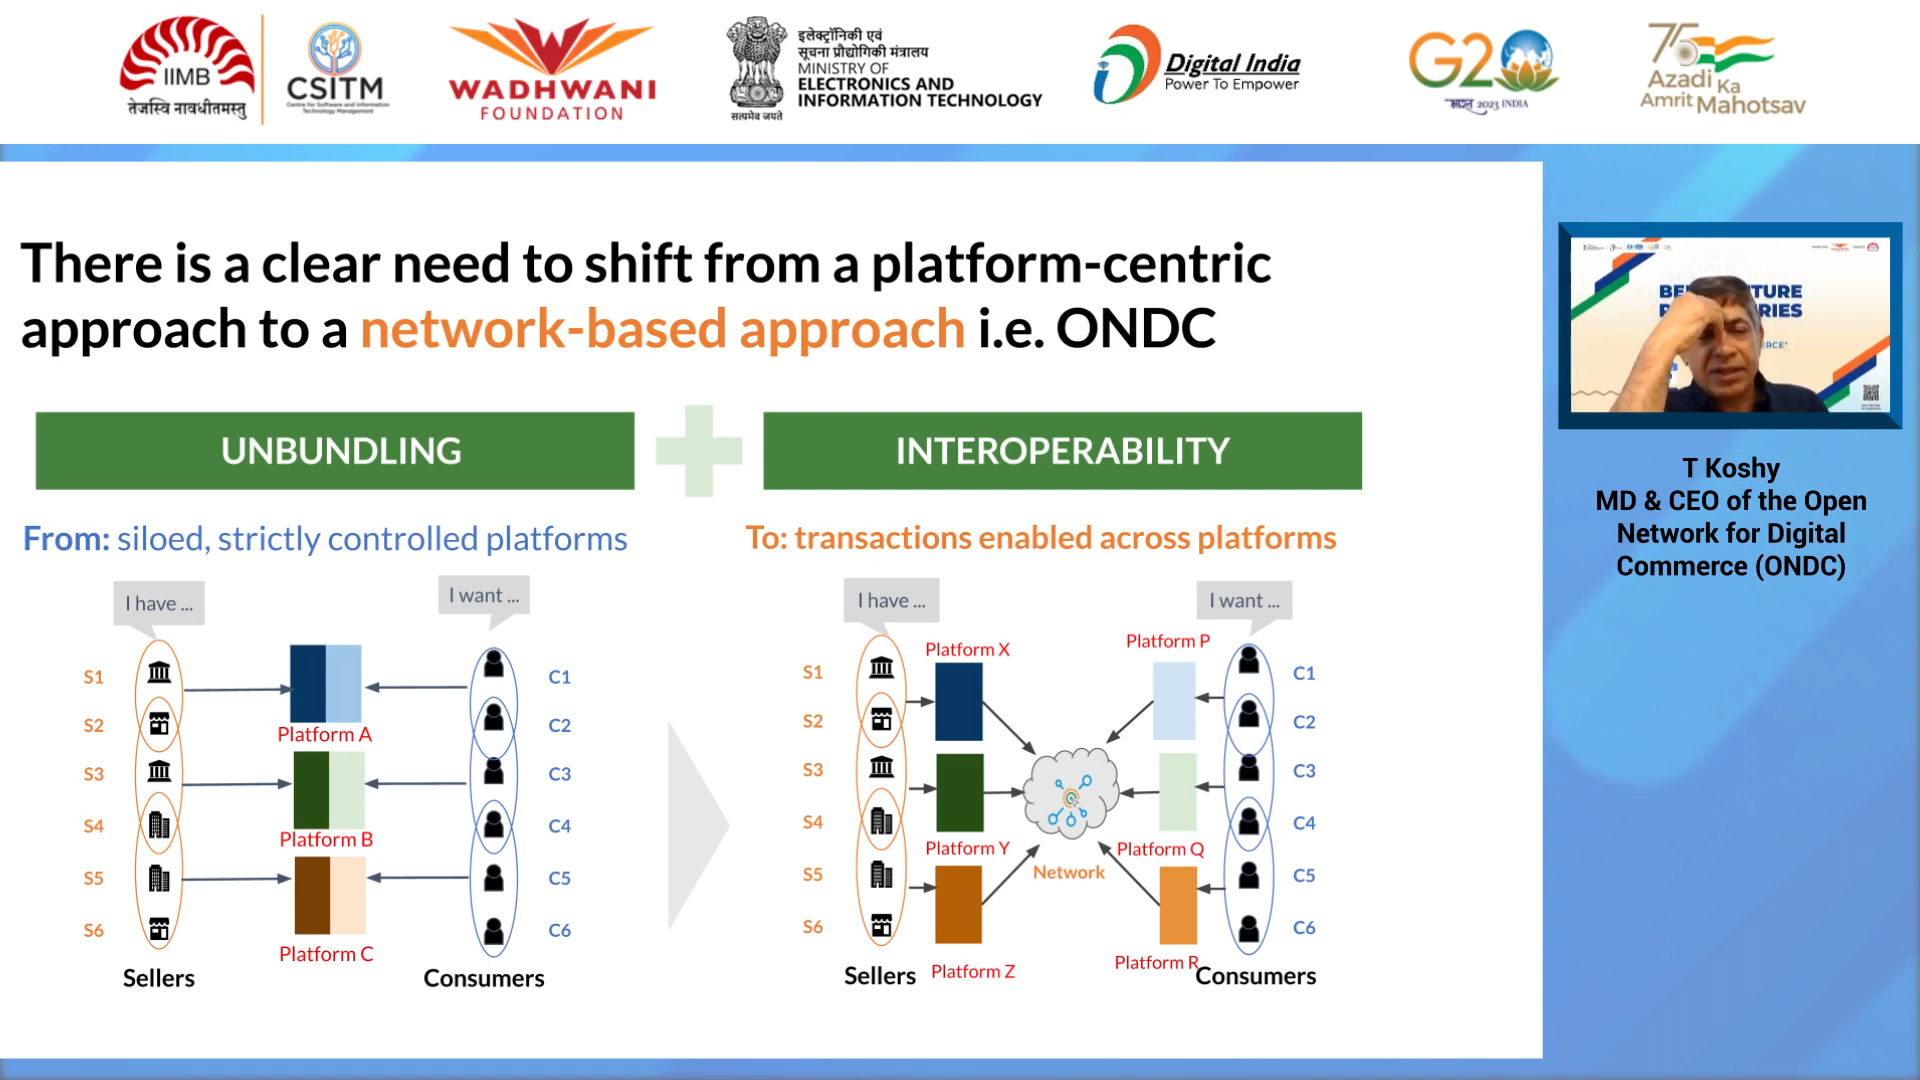 IIMB
तेजस्वि नावधीतमस्तु
CSITM
Centre for Software and Information
Technology Management
WADHWANI
FOUNDATION
सत्यमेव जयते
इलेक्ट्रॉनिकी एवं
सूचना प्रौद्योगिकी मंत्रालय
MINISTRY OF
ELECTRONICS AND
INFORMATION TECHNOLOGY
Digital India
Power To Empower
G20
भारत 2023 INDIA
75
Azadi Ka
Amrit Mahotsav
There is a clear need to shift from a platform-centric
approach to a network-based approach i.e. ONDC
UNBUNDLING
INTEROPERABILITY
From: siloed, strictly controlled platforms
To: transactions enabled across platforms
I have ...
I want ...
S1
S2
S3
S4
S5
S6
Platform A
Platform B
Platform C
C1
C2
C3
C4
C5
C6
Sellers
Consumers
I have ...
I want ...
S1
S2
S3
S4
S5
S6
Platform X
Platform Y
Platform Z
Network
Platform P
Platform Q
Platform R
C1
C2
C3
C4
C5
C6
Sellers
Consumers
T Koshy
MD & CEO of the Open
Network for Digital
Commerce (ONDC)